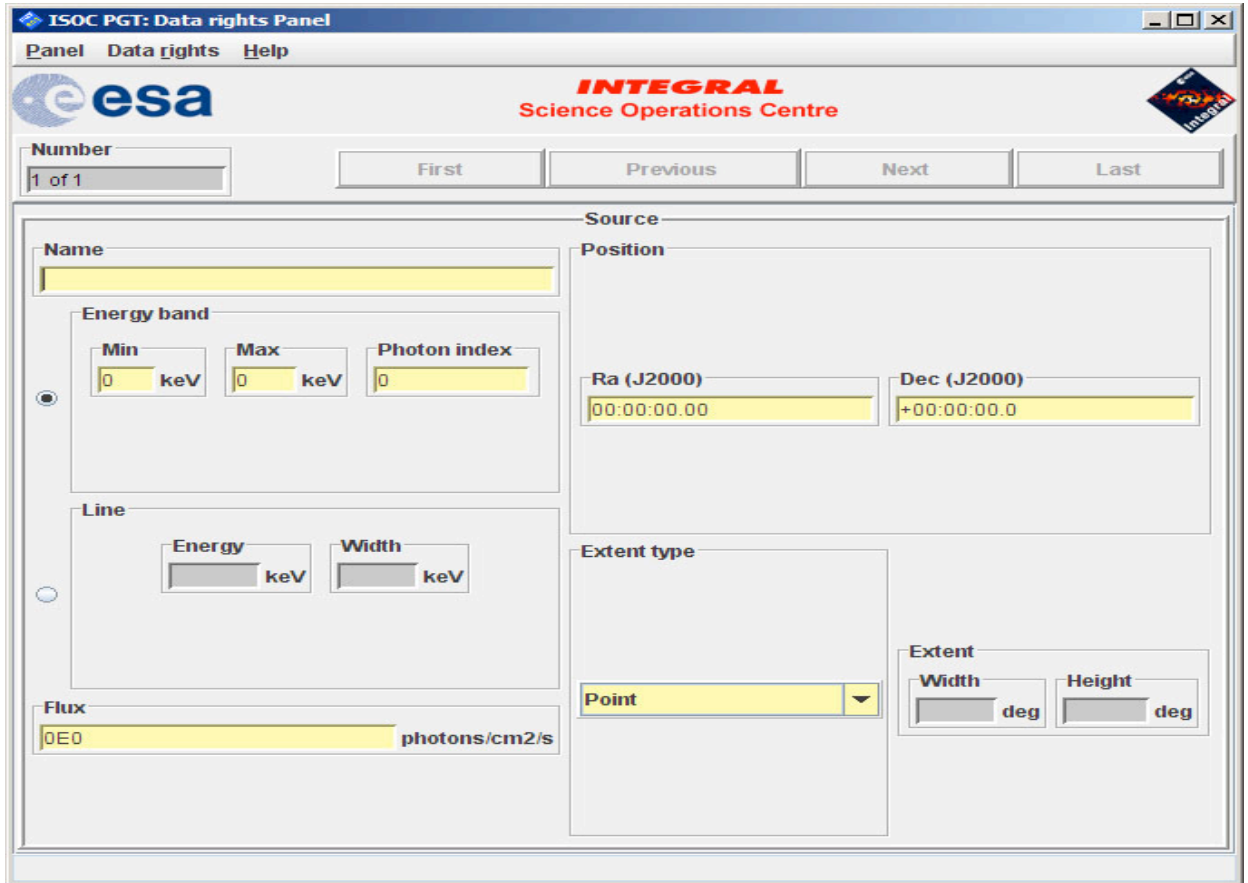 ISOC PGT: Data rights Panel
Panel Data rights Help
esa
INTEGRAL
Science Operations Centre
esa
Integral
Number
1 of 1
First Previous Next Last
Source
Name
Energy band
Min Max Photon index
0 keV 0 keV 0
Line
Energy Width
keV keV
Flux
0E0 photons/cm2/s
Position
Ra (J2000) Dec (J2000)
00:00:00.00 +00:00:00.0
Extent type
Point
Extent
Width Height
deg deg